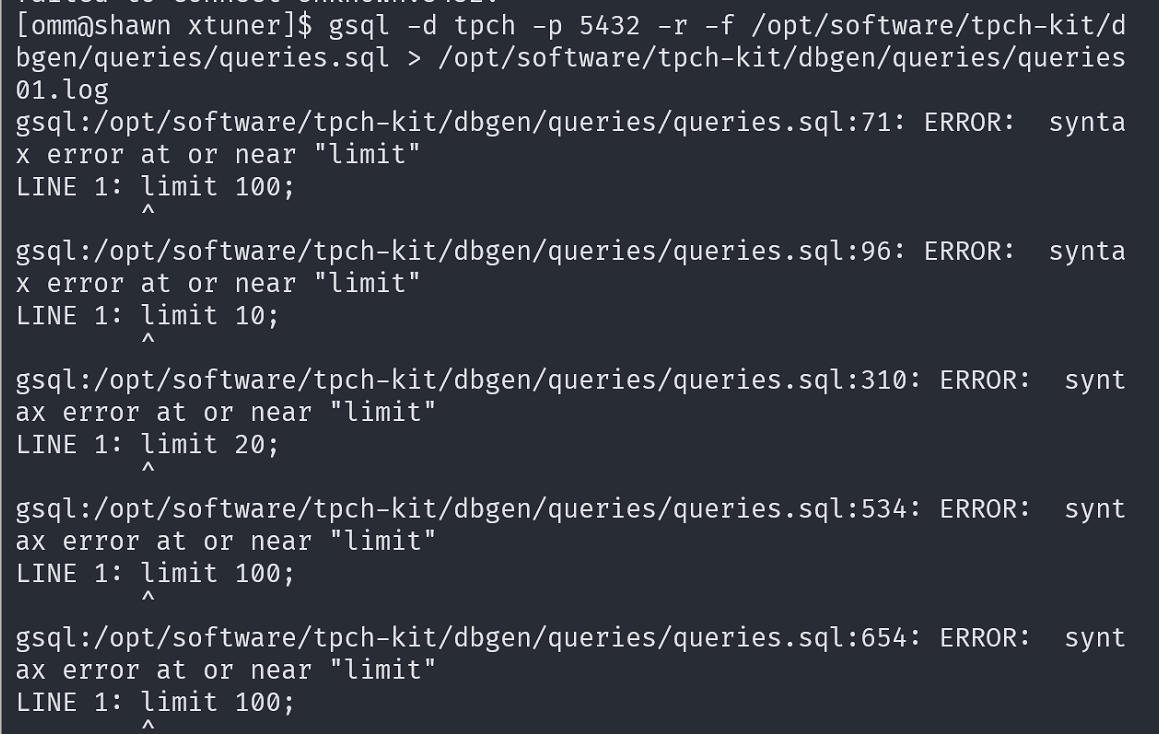 [omm@shawn xtuner]$ gsql -d tpch -p 5432 -r -f /opt/software/tpch-kit/d
bgen/queries/queries.sql > /opt/software/tpch-kit/dbgen/queries/queries
01.log
gsql:/opt/software/tpch-kit/dbgen/queries/queries.sql:71: ERROR:  synta
x error at or near "limit"
LINE 1: limit 100;
        ^
gsql:/opt/software/tpch-kit/dbgen/queries/queries.sql:96: ERROR:  synta
x error at or near "limit"
LINE 1: limit 10;
        ^
gsql:/opt/software/tpch-kit/dbgen/queries/queries.sql:310: ERROR:  synt
ax error at or near "limit"
LINE 1: limit 20;
        ^
gsql:/opt/software/tpch-kit/dbgen/queries/queries.sql:534: ERROR:  synt
ax error at or near "limit"
LINE 1: limit 100;
        ^
gsql:/opt/software/tpch-kit/dbgen/queries/queries.sql:654: ERROR:  synt
ax error at or near "limit"
LINE 1: limit 100;
        ^